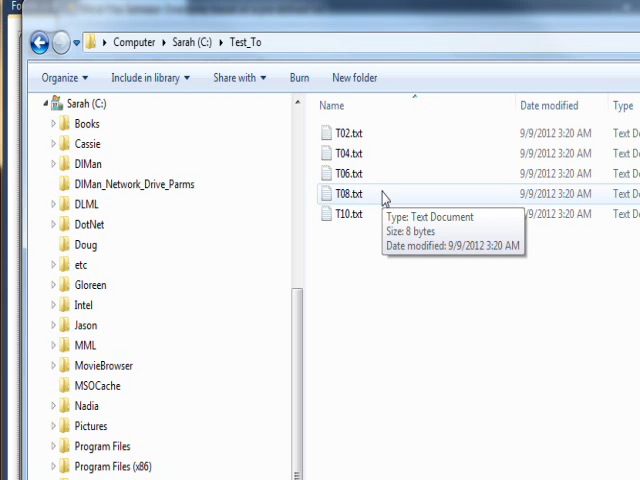 Fo
Computer Sarah (C:) Test_To
Organize Include in library Share with Burn New folder
Sarah (C:)
Books
Cassie
DIMan
DIMan_Network_Drive_Parms
DLML
DotNet
Doug
etc
Gloreen
Intel
Jason
MML
MovieBrowser
MSOCache
Nadia
Pictures
Program Files
Program Files (x86)
Name Date modified Type
T02.txt 9/9/2012 3:20 AM Text D
T04.txt 9/9/2012 3:20 AM Text D
T06.txt 9/9/2012 3:20 AM Text D
T08.txt 9/9/2012 3:20 AM Text D
T10.txt 9/9/2012 3:20 AM Text D
Type: Text Document
Size: 8 bytes
Date modified: 9/9/2012 3:20 AM